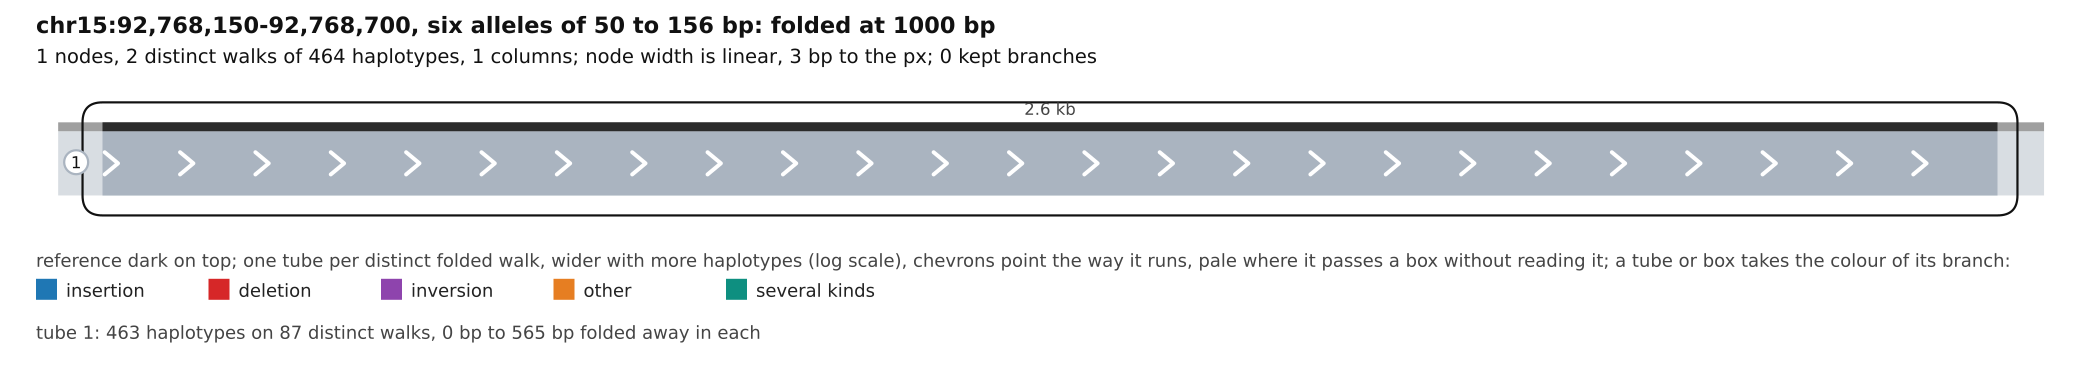 chr15:92,768,150-92,768,700, six alleles of 50 to 156 bp: folded at 1000 bp
1 nodes, 2 distinct walks of 464 haplotypes, 1 columns; node width is linear, 3 bp to the px; 0 kept branches
2.6 kb
1
reference dark on top; one tube per distinct folded walk, wider with more haplotypes (log scale), chevrons point the way it runs, pale where it passes a box without reading it; a tube or box takes the colour of its branch:
insertion deletion inversion other several kinds
tube 1: 463 haplotypes on 87 distinct walks, 0 bp to 565 bp folded away in each